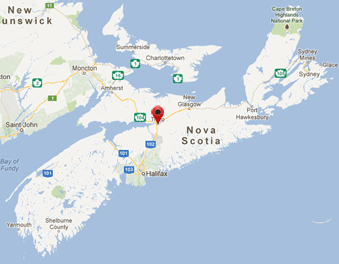 New
unswick
Cape Breton
Highlands
National Park
Summerside
Charlottetown
Sydney
Mines
Moncton
Sydney
Glace
Amherst
New
Glasgow
Port
Hawkesbury
Nova
Scotia
Saint John
102
Bay of
Fundy
101
103
Halifax
101
Yarmouth
Shelburne
County